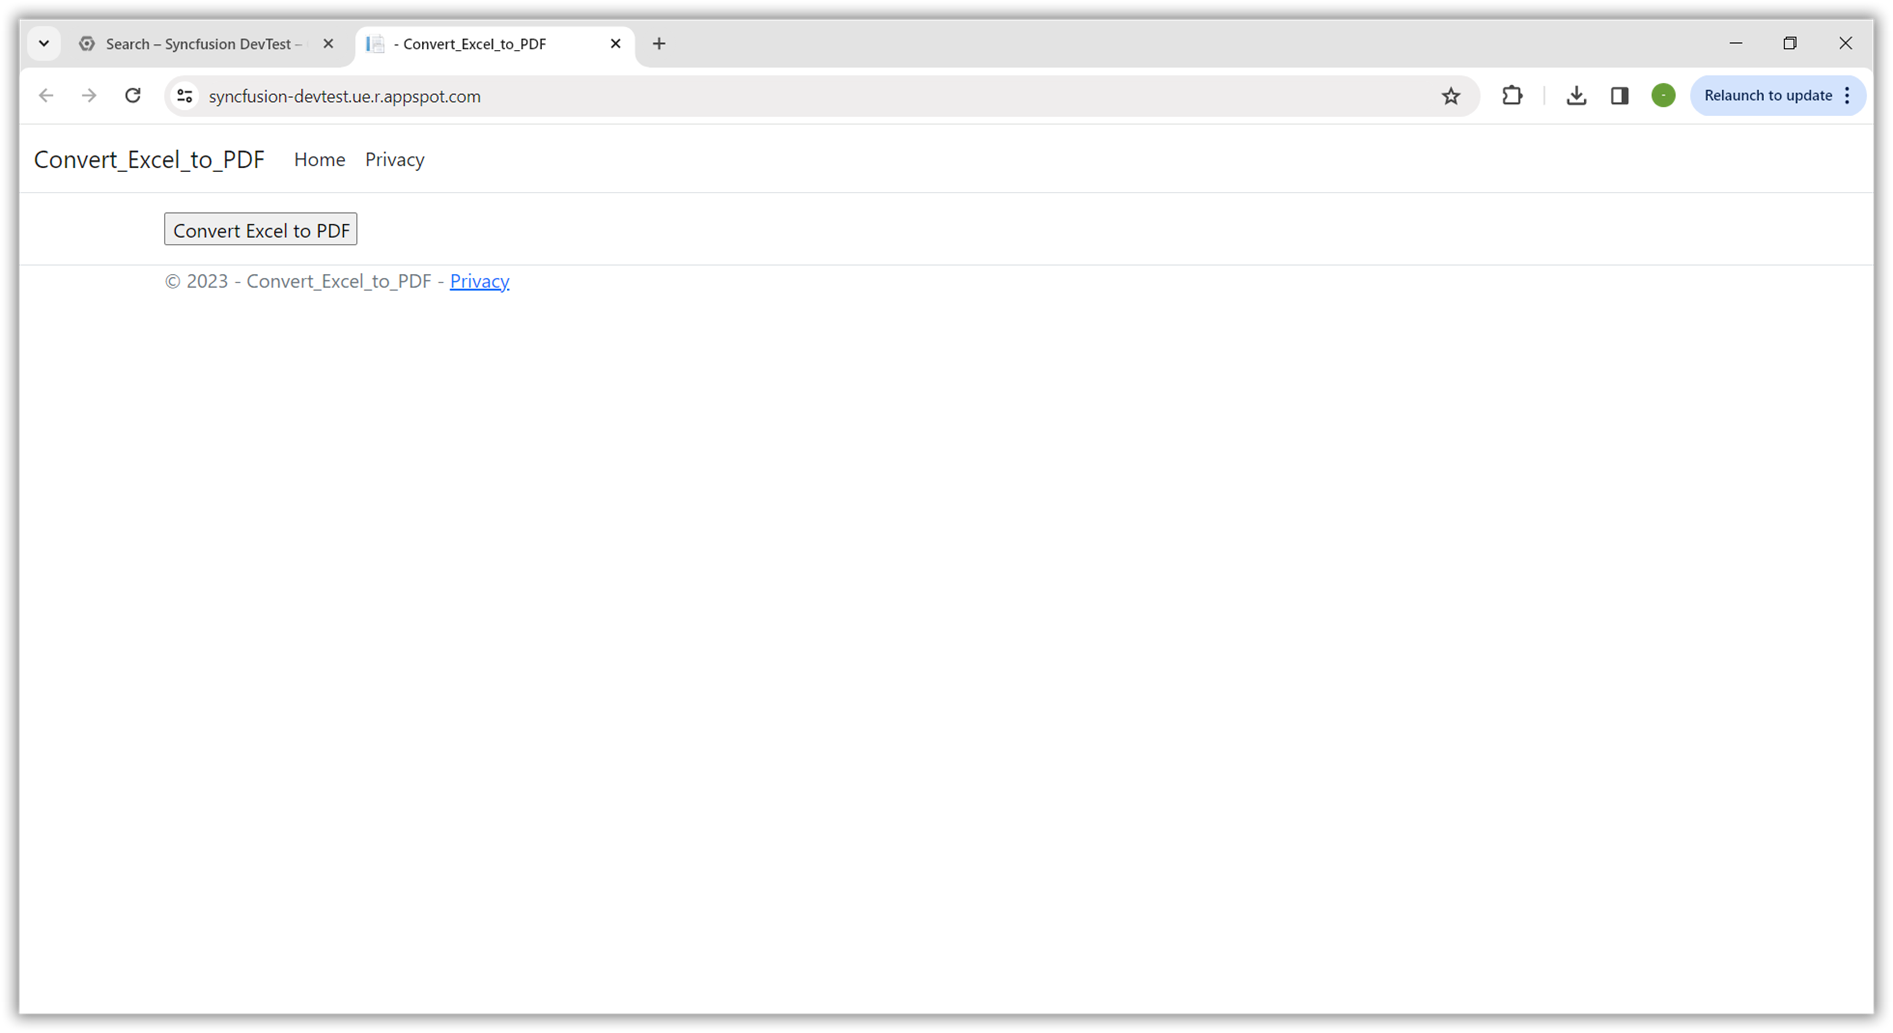 Search – Syncfusion DevTest –
- Convert_Excel_to_PDF
syncfusion-devtest.ue.r.appspot.com
Relaunch to update
Convert_Excel_to_PDF Home Privacy
Convert Excel to PDF
© 2023 - Convert_Excel_to_PDF - Privacy